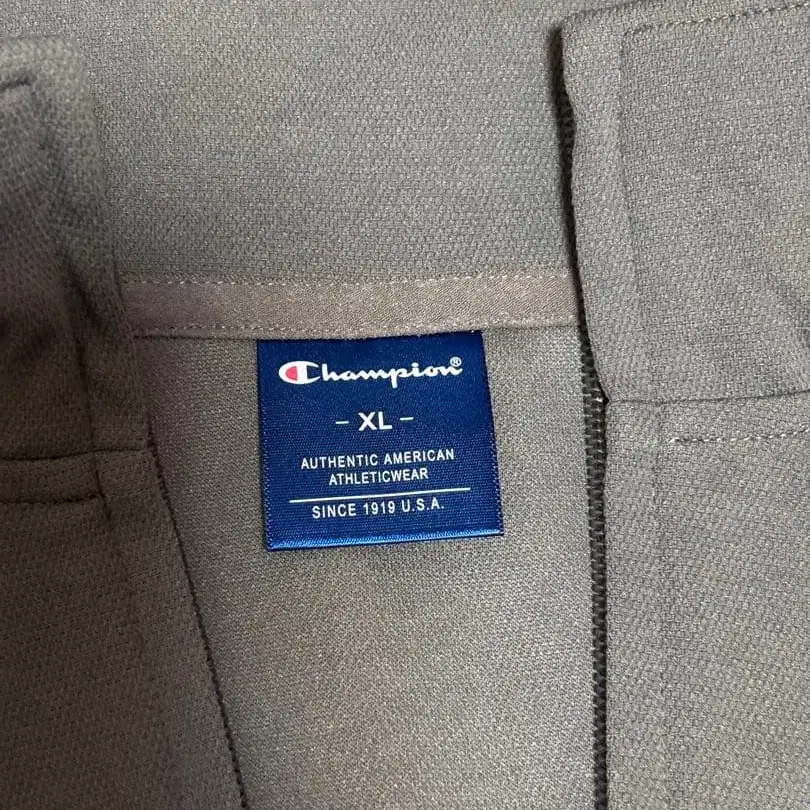 Champion®
- XL -
AUTHENTIC AMERICAN
ATHLETICWEAR
SINCE 1919 U.S.A.